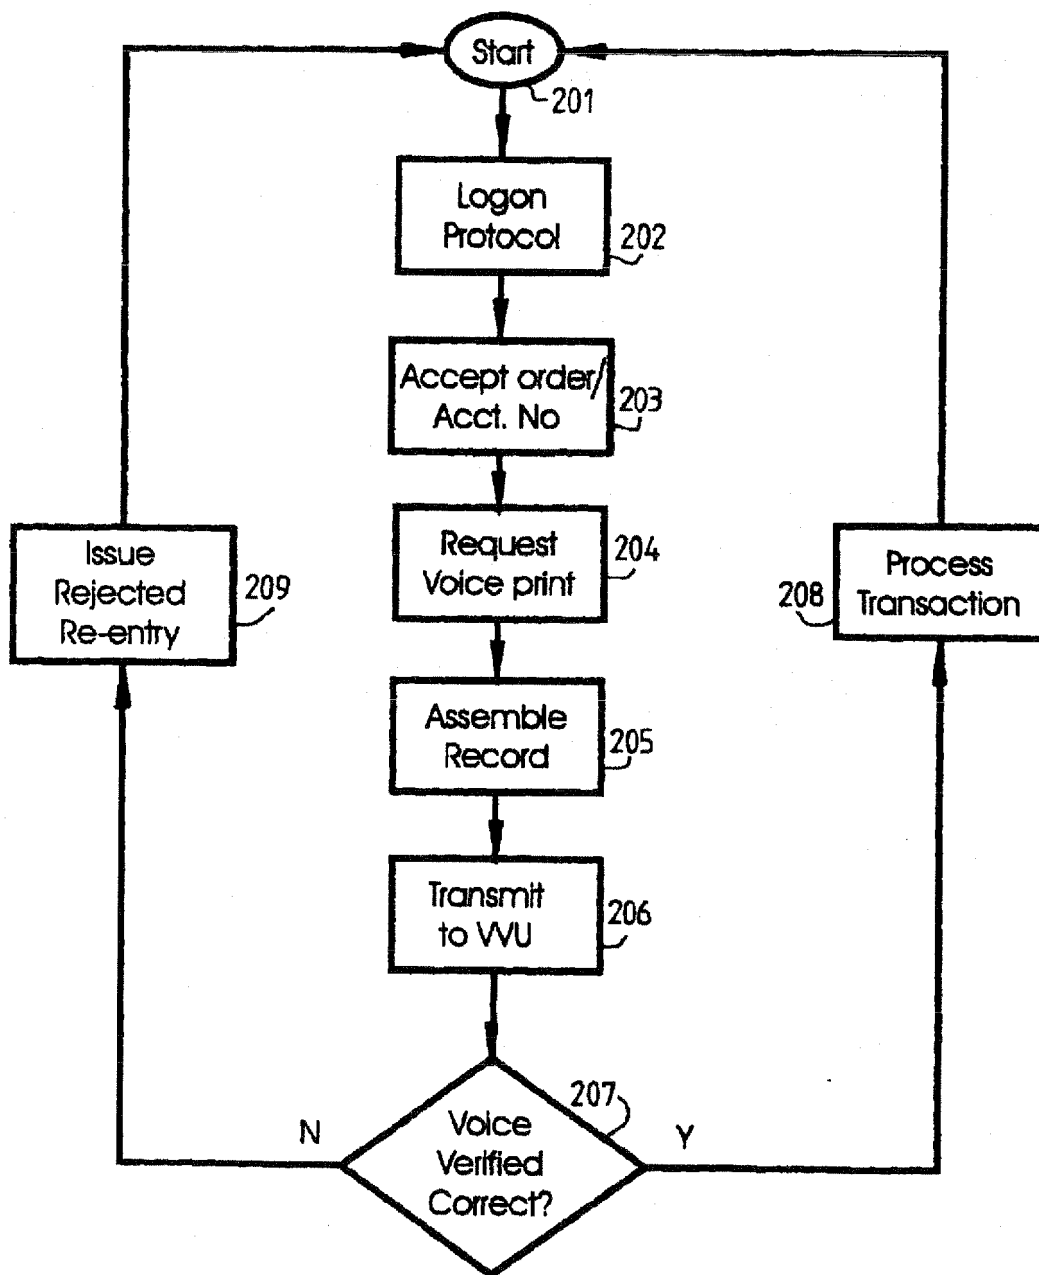 Start
201
Logon
Protocol
202
Accept order/
Acct. No
203
Request
Voice print
204
Issue
Rejected
Re-entry
209
Process
Transaction
208
Assemble
Record
205
Transmit
to VVU
206
207
N
Voice
Verified
Correct?
Y